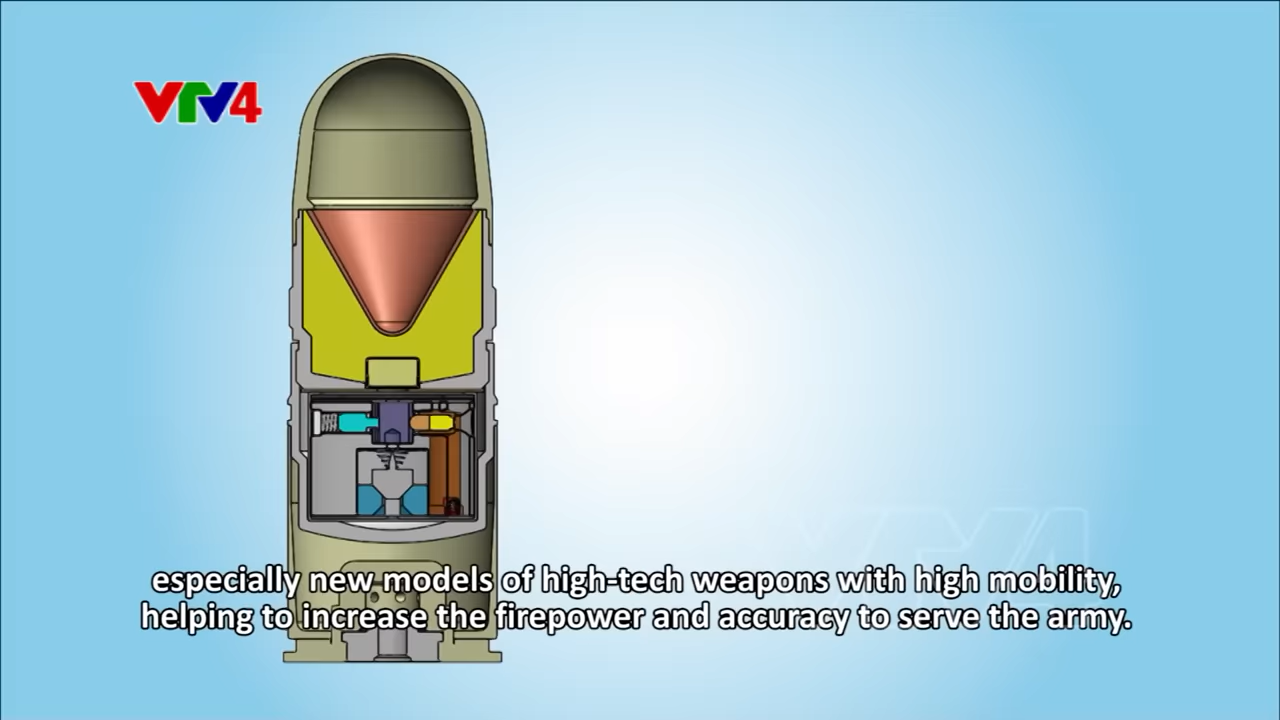 VTV4
especially new models of high-tech weapons with high mobility,
helping to increase the firepower and accuracy to serve the army.
VTV4